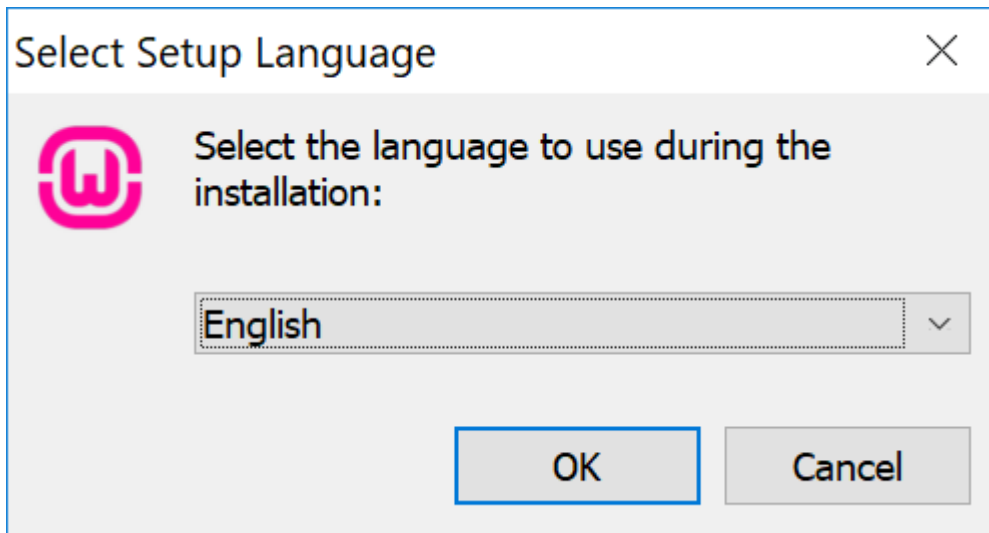 Select Setup Language
Select the language to use during the
installation:
English
OK
Cancel